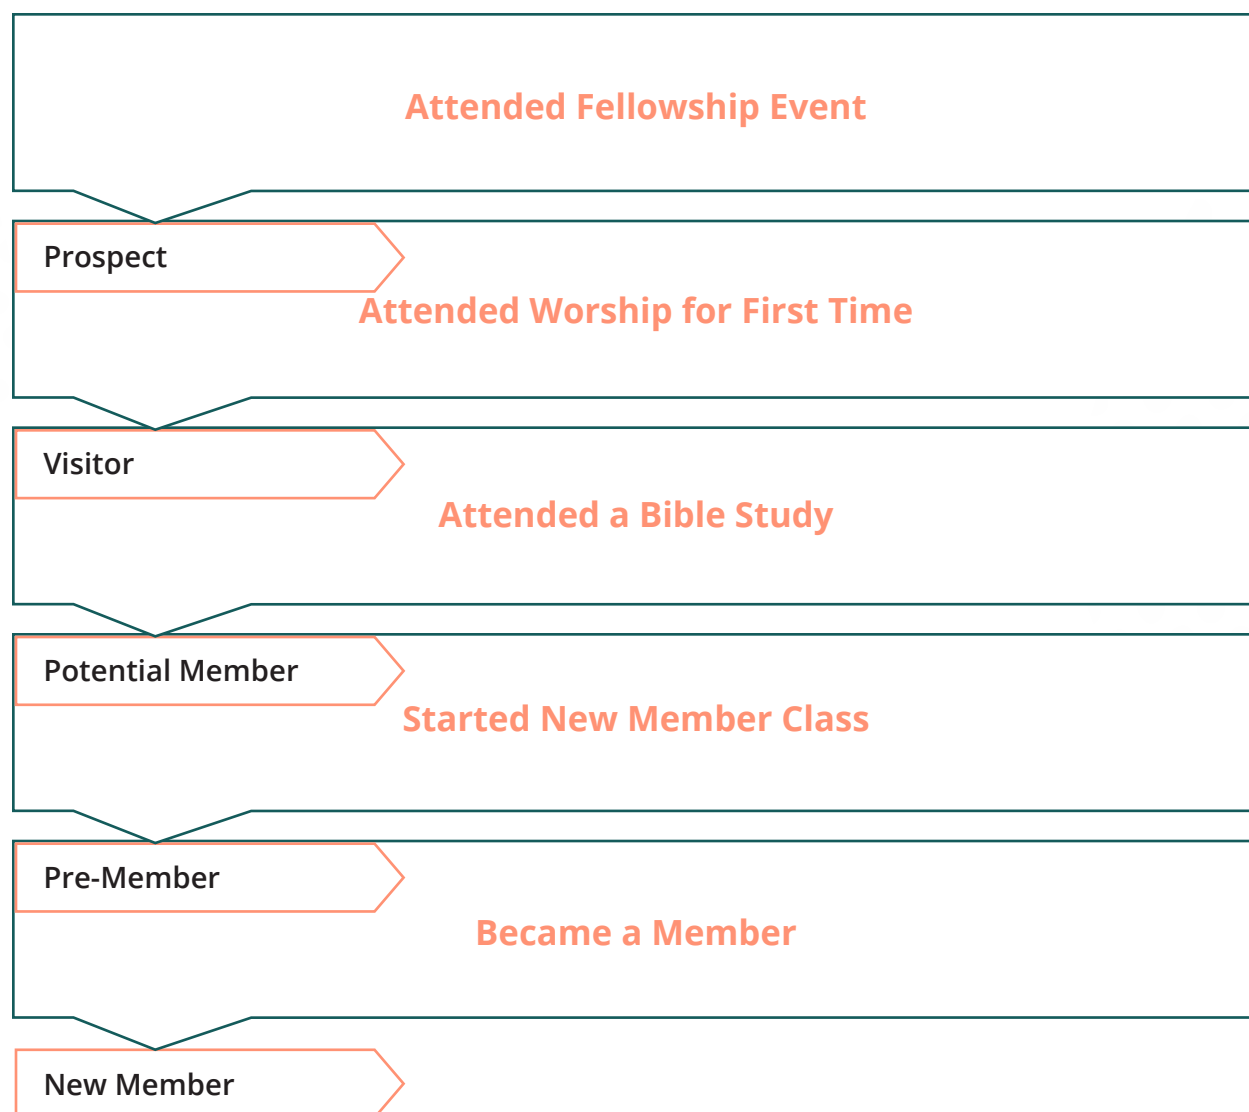 Attended Fellowship Event
Prospect
Attended Worship for First Time
Visitor
Attended a Bible Study
Potential Member
Started New Member Class
Pre-Member
Became a Member
New Member